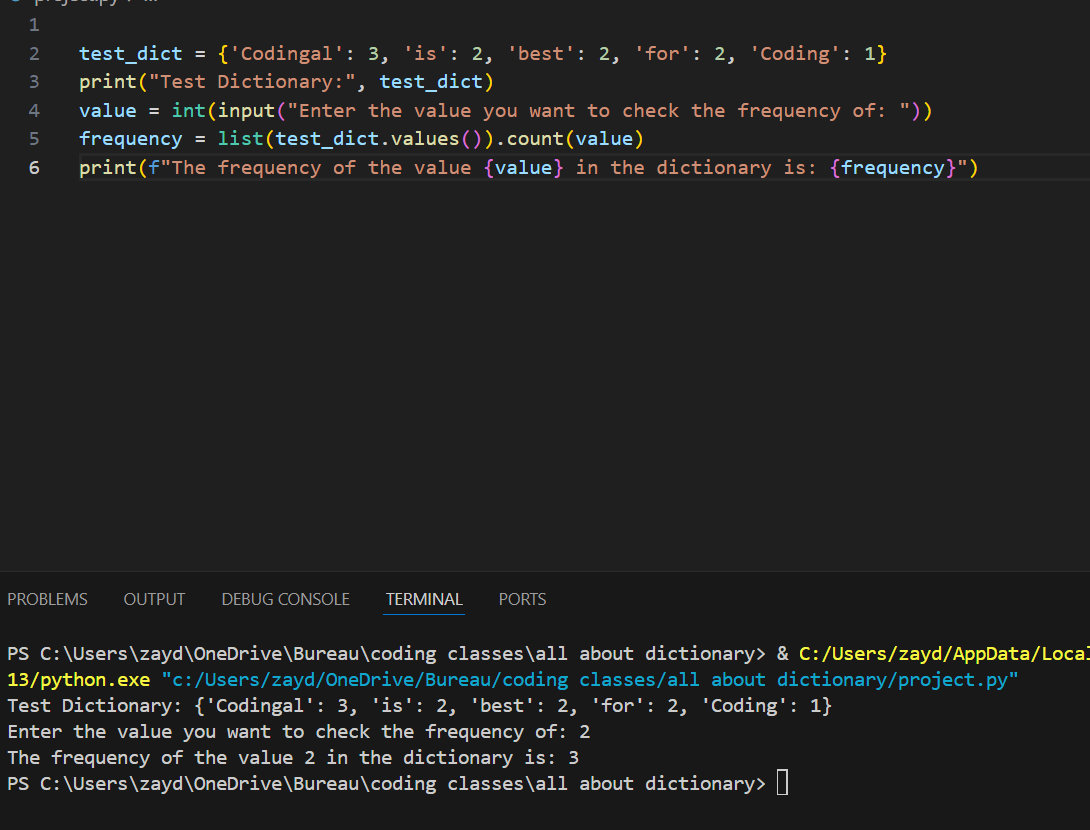 1
2 test_dict = {'Codingal': 3, 'is': 2, 'best': 2, 'for': 2, 'Coding': 1}
3 print("Test Dictionary:", test_dict)
4 value = int(input("Enter the value you want to check the frequency of: "))
5 frequency = list(test_dict.values()).count(value)
6 print(f"The frequency of the value {value} in the dictionary is: {frequency}")
PROBLEMS OUTPUT DEBUG CONSOLE TERMINAL PORTS
PS C:\Users\zayd\OneDrive\Bureau\coding classes\all about dictionary> & C:/Users/zayd/AppData/Local
13/python.exe "c:/Users/zayd/OneDrive/Bureau/coding classes/all about dictionary/project.py"
Test Dictionary: {'Codingal': 3, 'is': 2, 'best': 2, 'for': 2, 'Coding': 1}
Enter the value you want to check the frequency of: 2
The frequency of the value 2 in the dictionary is: 3
PS C:\Users\zayd\OneDrive\Bureau\coding classes\all about dictionary>